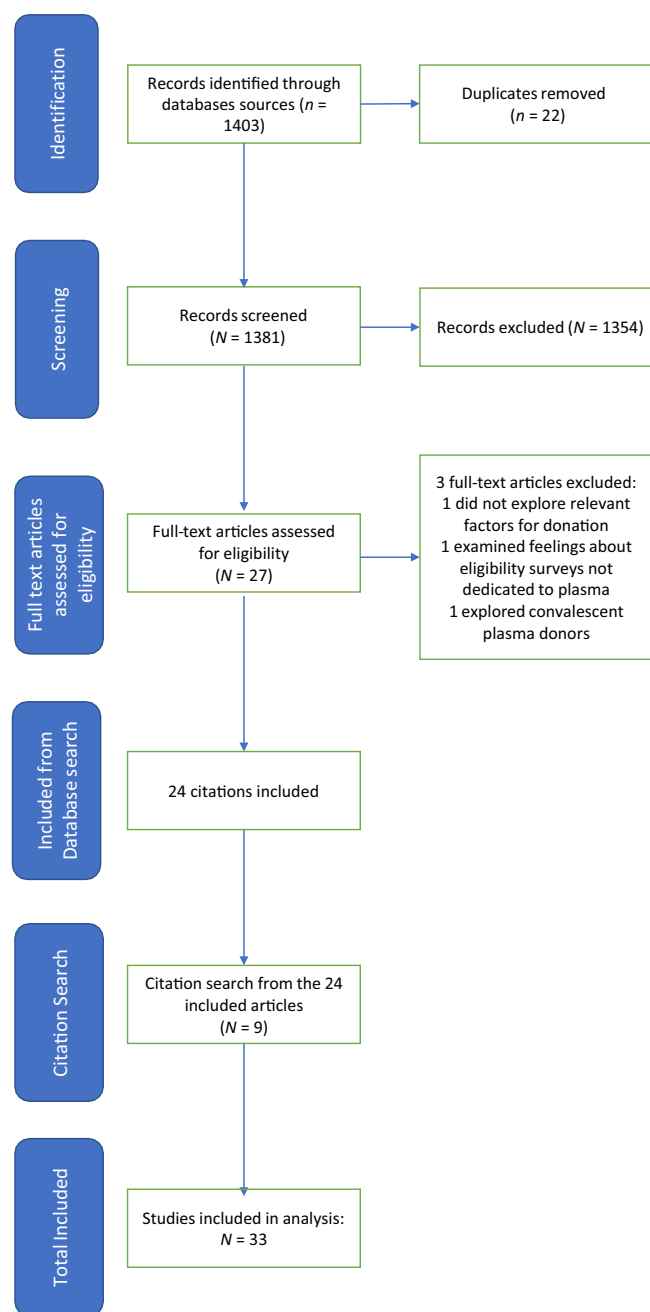 Identification
Records identified through
databases sources (n =
1403)
Duplicates removed
(n = 22)
Screening
Records screened
(N = 1381)
Records excluded (N = 1354)
Full text articles
assessed for
eligibility
Full-text articles assessed
for eligibility
(N = 27)
3 full-text articles excluded:
1 did not explore relevant
factors for donation
1 examined feelings about
eligibility surveys not
dedicated to plasma
1 explored convalescent
plasma donors
Included from
Database search
24 citations included
Citation Search
Citation search from the 24
included articles
(N = 9)
Total Included
Studies included in analysis:
N = 33